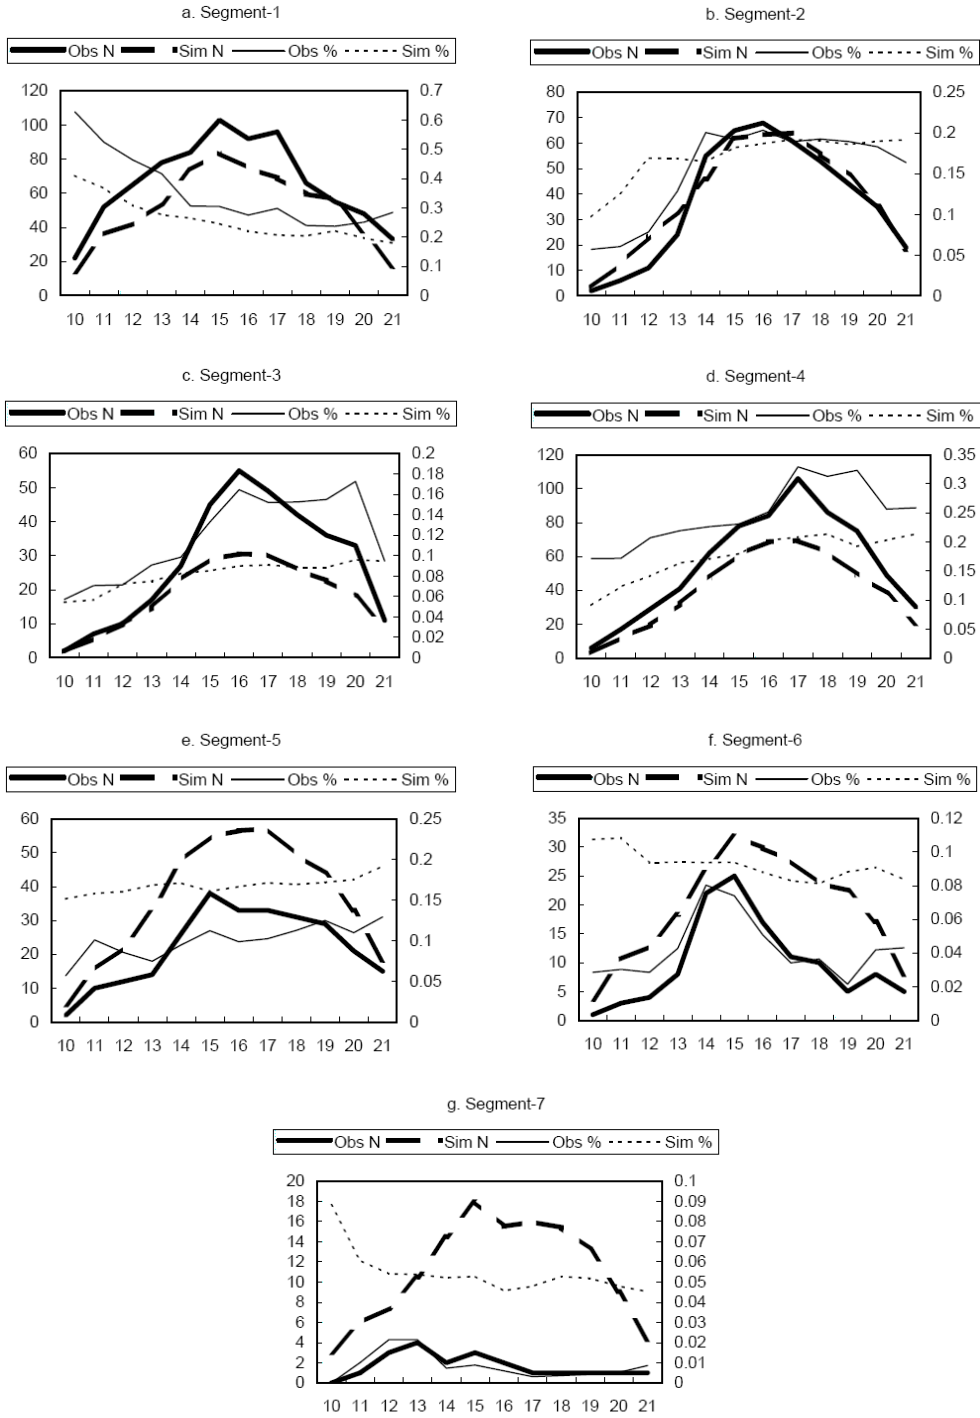 a. Segment-1
Obs N Sim N Obs % Sim %
120 0.7
100 0.6
80 0.5
60 0.4
40 0.3
20 0.2
0 0.1
0
10 11 12 13 14 15 16 17 18 19 20 21
b. Segment-2
Obs N Sim N Obs % Sim %
80 0.25
70 0.2
60 0.15
50 0.1
40 0.05
30 0
20
10
0
10 11 12 13 14 15 16 17 18 19 20 21
c. Segment-3
Obs N Sim N Obs % Sim %
60 0.2
50 0.18
40 0.16
30 0.14
20 0.12
10 0.1
0 0.08
0.06
0.04
0.02
0
10 11 12 13 14 15 16 17 18 19 20 21
d. Segment-4
Obs N Sim N Obs % Sim %
120 0.35
100 0.3
80 0.25
60 0.2
40 0.15
20 0.1
0 0.05
0
10 11 12 13 14 15 16 17 18 19 20 21
e. Segment-5
Obs N Sim N Obs % Sim %
60 0.25
50 0.2
40 0.15
30 0.1
20 0.05
10 0
0
10 11 12 13 14 15 16 17 18 19 20 21
f. Segment-6
Obs N Sim N Obs % Sim %
35 0.12
30 0.1
25 0.08
20 0.06
15 0.04
10 0.02
5 0
0
10 11 12 13 14 15 16 17 18 19 20 21
g. Segment-7
Obs N Sim N Obs % Sim %
20 0.1
18 0.09
16 0.08
14 0.07
12 0.06
10 0.05
8 0.04
6 0.03
4 0.02
2 0.01
0 0
10 11 12 13 14 15 16 17 18 19 20 21